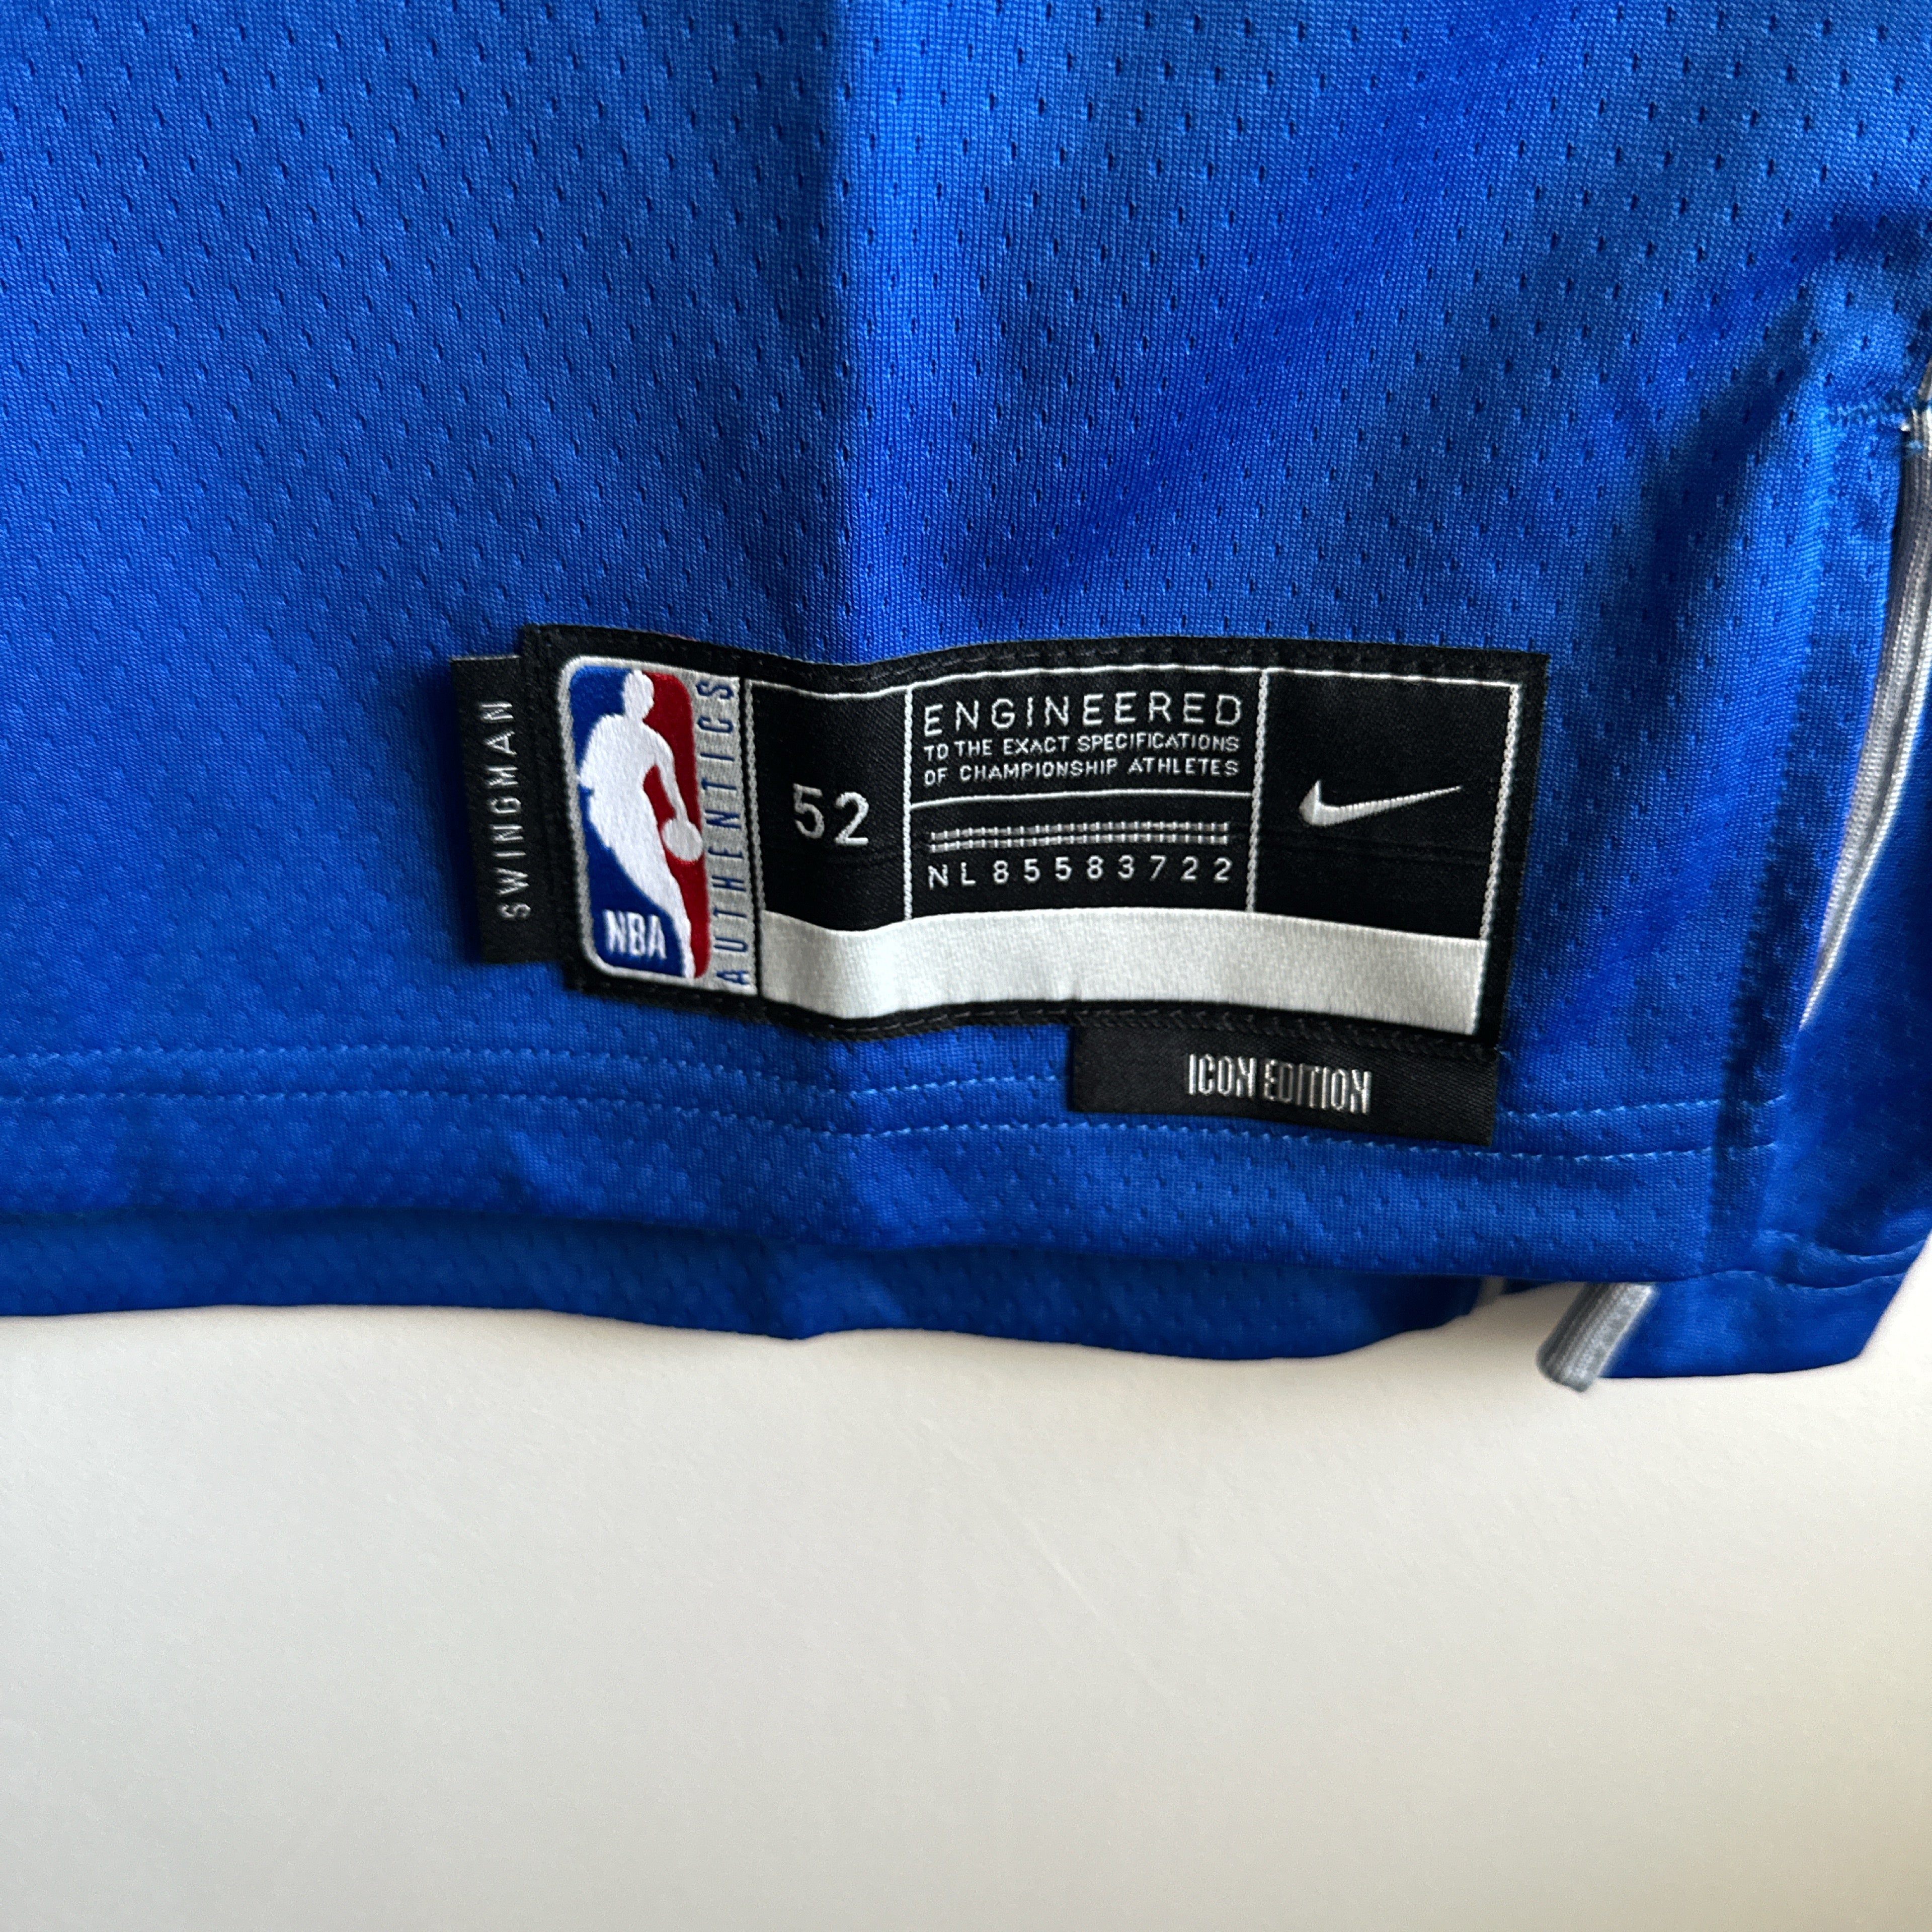 SWINGMAN
NBA
AUTHENTICS
52
ENGINEERED
TO THE EXACT SPECIFICATIONS
OF CHAMPIONSHIP ATHLETES
NL85583722
ICON EDITION